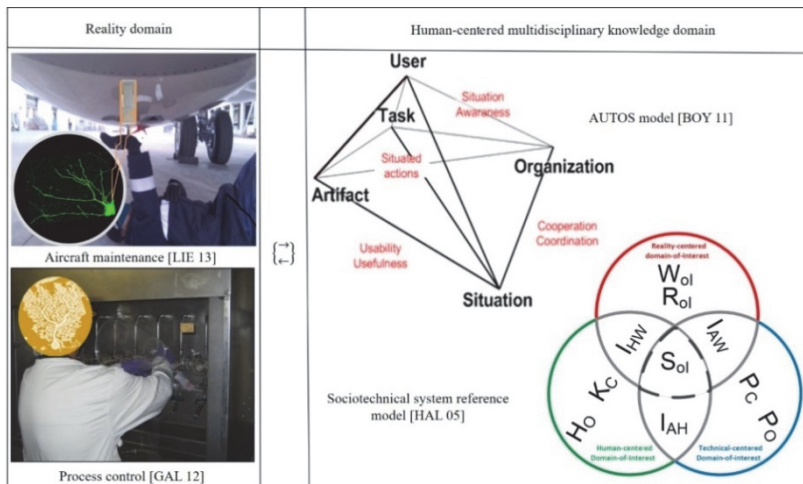 Reality domain
Human-centered multidisciplinary knowledge domain
User
Situation
Awareness
AUTOS model [BOY 11]
Task
Situated
actions
Organization
Artifact
Cooperation
Coordination
Usability
Usefulness
Situation
Aircraft maintenance [LIE 13]
{→
←}
Reality-centered
domain-of-interest
WoI
RoI
IHW
IAW
SoI
HO KC
PC PO
IAH
Human-centered
Domain-of-Interest
Technical-centered
Domain-of-interest
Sociotechnical system reference
model [HAL 05]
Process control [GAL 12]